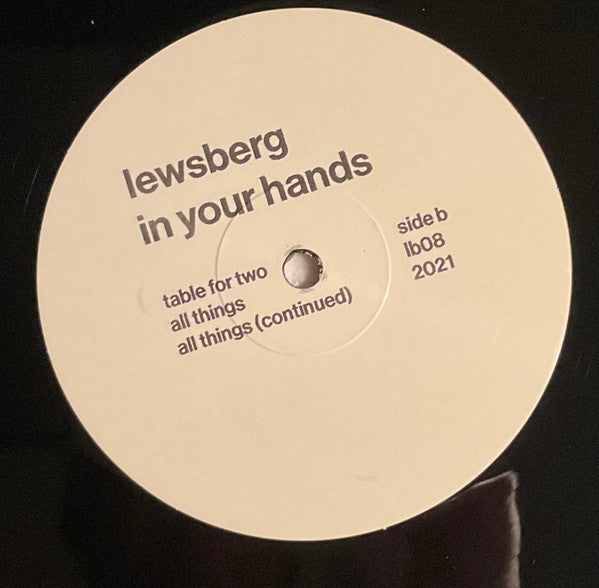 lewsberg
in your hands
table for two
all things
all things (continued)
side b
lb08
2021